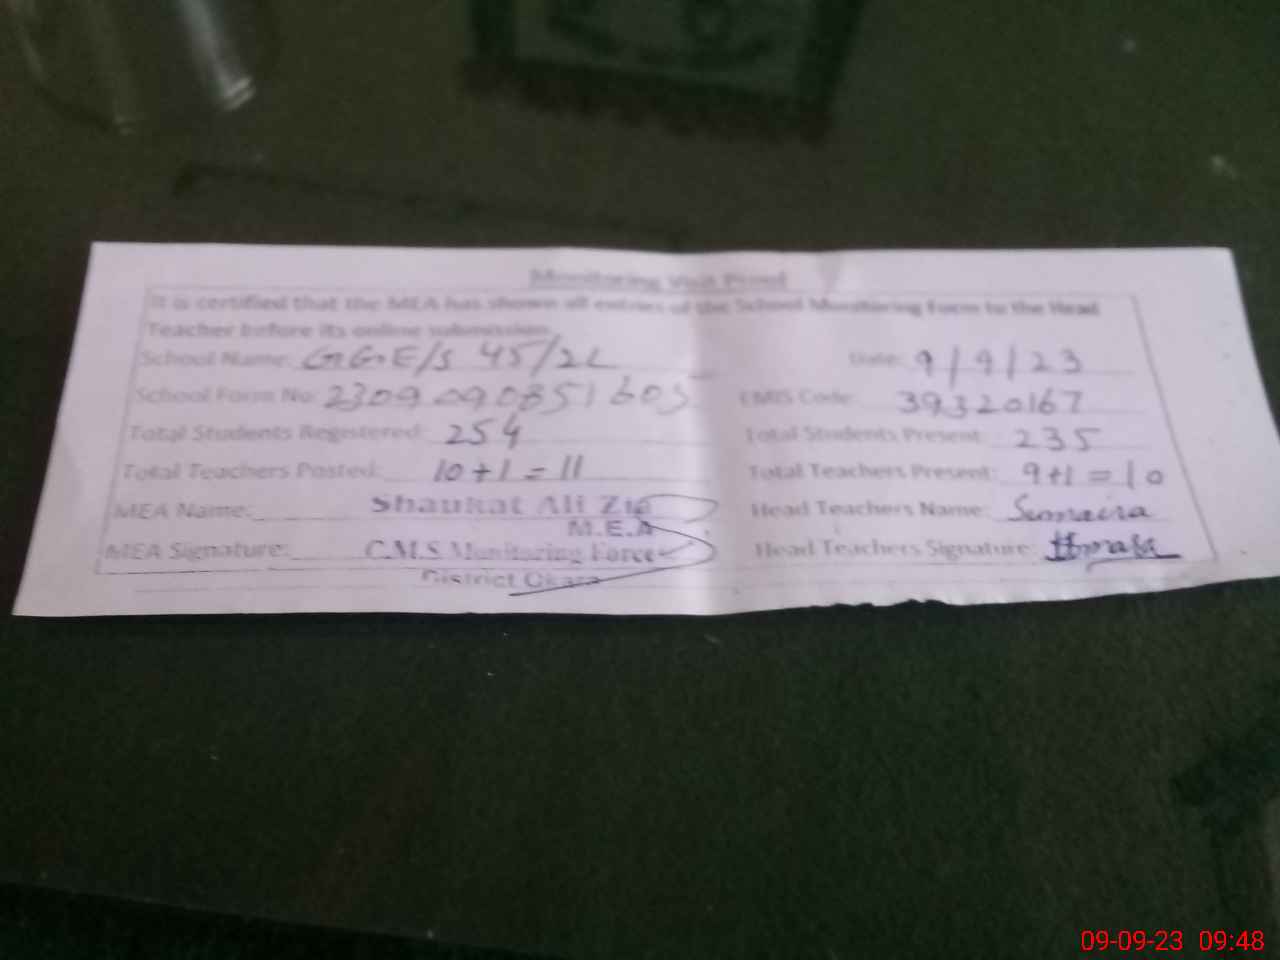 Monitoring Visit Proof
It is certified that the MEA has shown all entries of the School Monitoring Form to the Head
Teacher before its online submission.
School Name: G.G.E/S 45/2L Date: 9/9/23
School Form No: EMIS Code: 39320167
Total Students Registered: 254 Total Students Present: 235
Total Teachers Posted: 10+1=11 Total Teachers Present: 9+1=10
MEA Name: Shaukat Ali Zia Head Teachers Name: Sumaira
M.E.A
MEA Signature: C.M.S Monitoring Force Head Teachers Signature:
District Okara
09-09-23 09:48